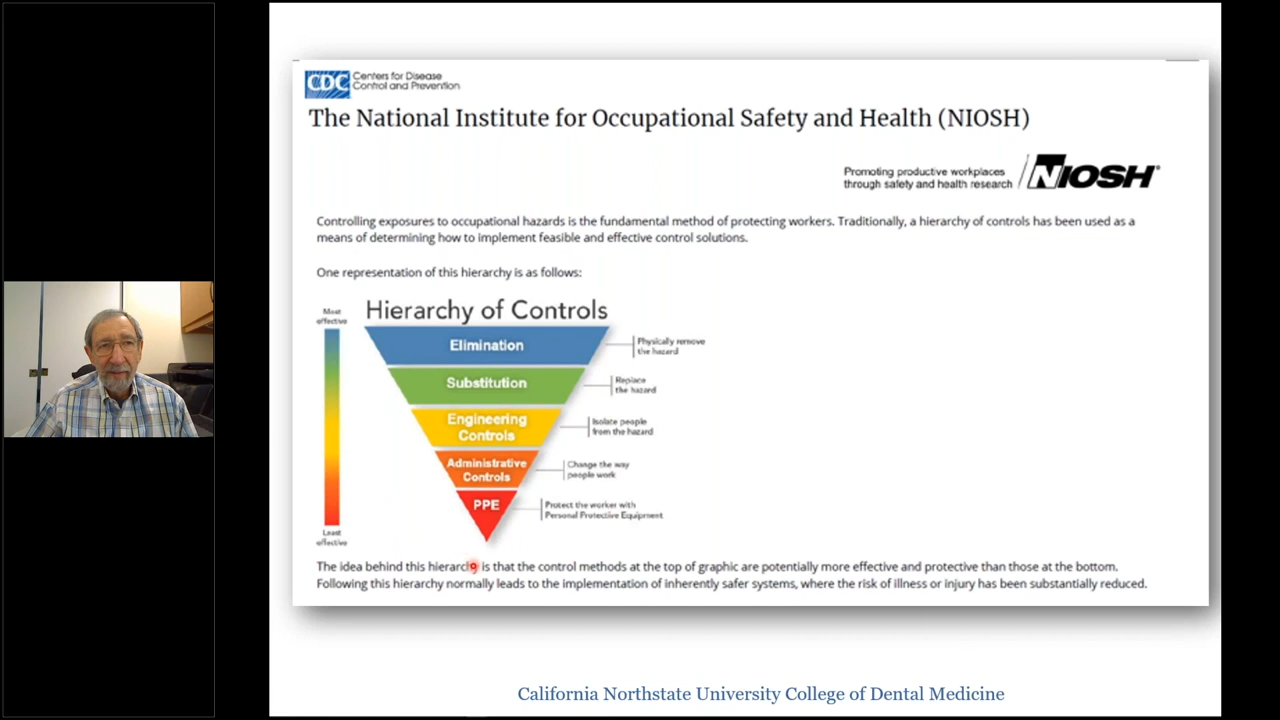 CDC Centers for Disease
Control and Prevention
The National Institute for Occupational Safety and Health (NIOSH)
Promoting productive workplaces
through safety and health research
NIOSH
Controlling exposures to occupational hazards is the fundamental method of protecting workers. Traditionally, a hierarchy of controls has been used as a
means of determining how to implement feasible and effective control solutions.
One representation of this hierarchy is as follows:
Hierarchy of Controls
Most
effective
Elimination
Physically remove
the hazard
Substitution
Replace
the hazard
Engineering
Controls
Isolate people
from the hazard
Administrative
Controls
Change the way
people work
PPE
Protect the worker with
Personal Protective Equipment
Least
effective
The idea behind this hierarchy is that the control methods at the top of graphic are potentially more effective and protective than those at the bottom.
Following this hierarchy normally leads to the implementation of inherently safer systems, where the risk of illness or injury has been substantially reduced.
California Northstate University College of Dental Medicine